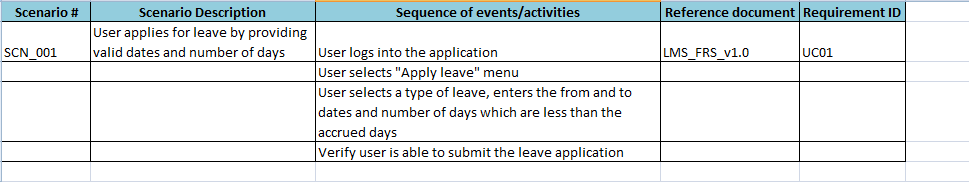 Scenario # Scenario Description Sequence of events/activities Reference document Requirement ID
User applies for leave by providing
SCN_001 valid dates and number of days User logs into the application LMS_FRS_v1.0 UC01
User selects "Apply leave" menu
User selects a type of leave, enters the from and to
dates and number of days which are less than the
accrued days
Verify user is able to submit the leave application